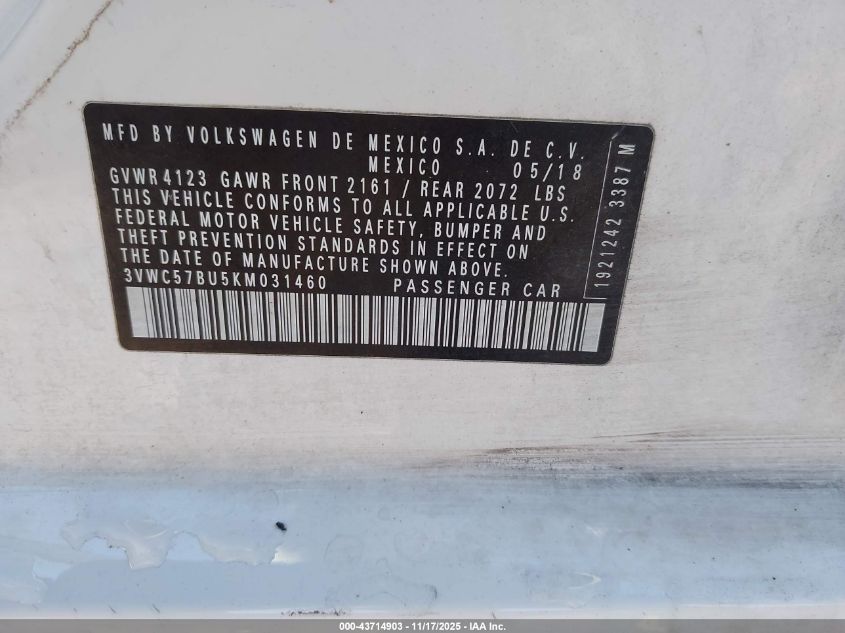 MFD BY VOLKSWAGEN DE MEXICO S.A. DE C.V.
MEXICO 05/18
GVWR 4123 GAWR FRONT 2161 / REAR 2072 LBS
THIS VEHICLE CONFORMS TO ALL APPLICABLE U.S.
FEDERAL MOTOR VEHICLE SAFETY, BUMPER AND
THEFT PREVENTION STANDARDS IN EFFECT ON
THE DATE OF MANUFACTURE SHOWN ABOVE.
3VWC57BU5KM031460 PASSENGER CAR
1921242 3387 M
000-43714903 - 11/17/2025 - IAA Inc.